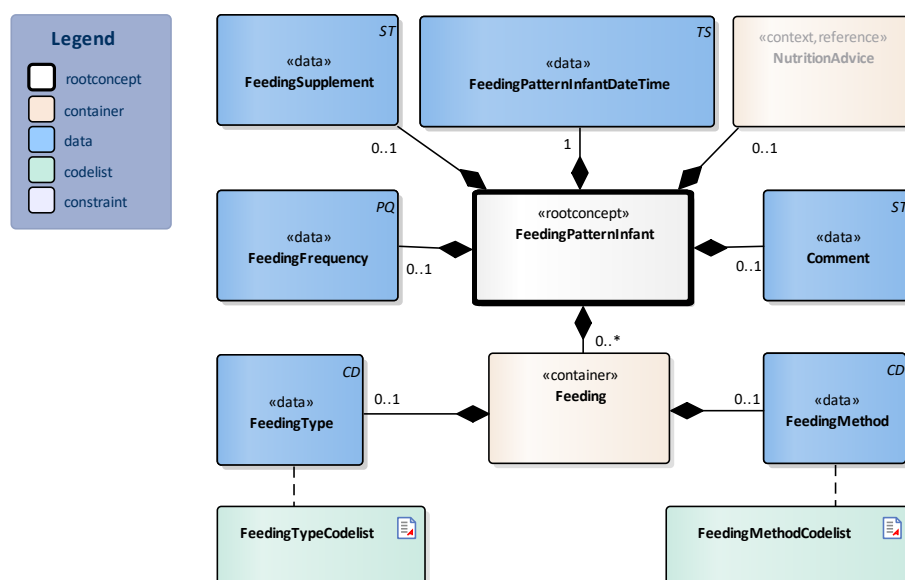 Legend
rootconcept
container
data
codelist
constraint
ST
«data»
FeedingSupplement
TS
«data»
FeedingPatternInfantDateTime
«context,reference»
NutritionAdvice
0..1
1
0..1
PQ
«data»
FeedingFrequency
0..1
«rootconcept»
FeedingPatternInfant
ST
«data»
Comment
0..1
0..*
CD
«data»
FeedingType
0..1
«container»
Feeding
CD
«data»
FeedingMethod
0..1
FeedingTypeCodelist
FeedingMethodCodelist